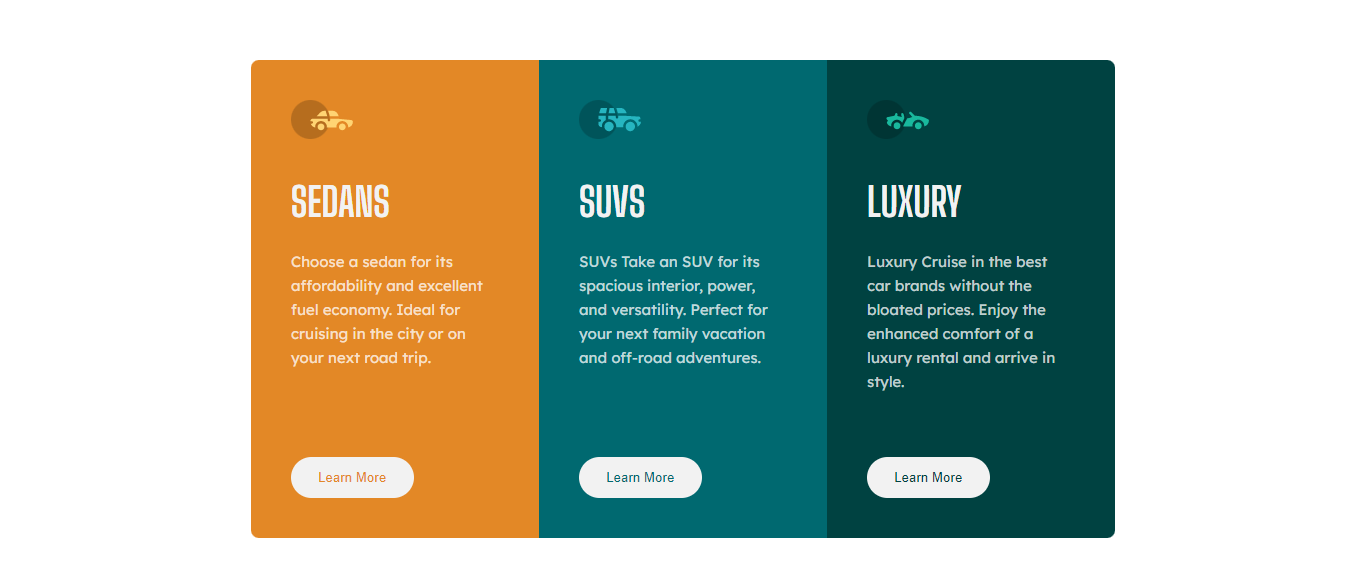 SEDANS
Choose a sedan for its
affordability and excellent
fuel economy. Ideal for
cruising in the city or on
your next road trip.
Learn More
SUVS
SUVs Take an SUV for its
spacious interior, power,
and versatility. Perfect for
your next family vacation
and off-road adventures.
Learn More
LUXURY
Luxury Cruise in the best
car brands without the
bloated prices. Enjoy the
enhanced comfort of a
luxury rental and arrive in
style.
Learn More